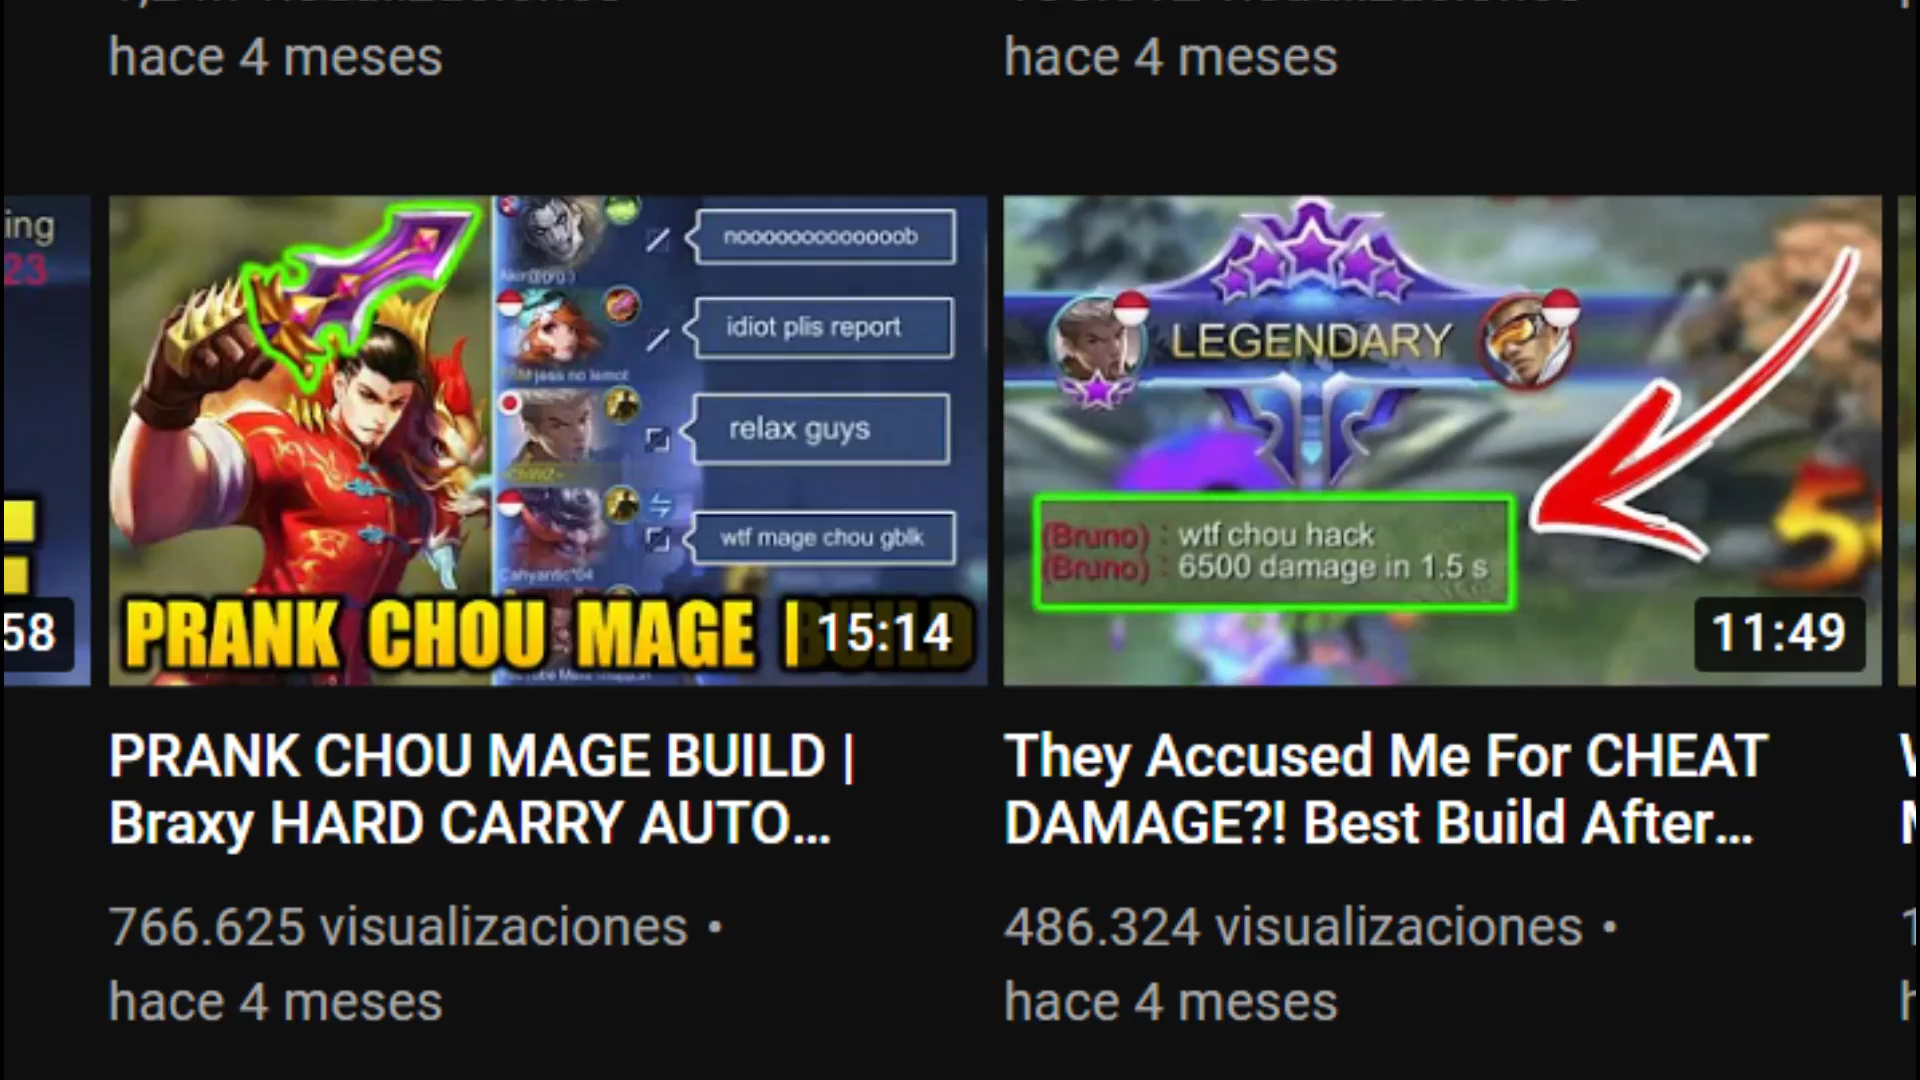 hace 4 meses
hace 4 meses
ing
23
58
nooooooooooooob
idiot plis report
relax guys
wtf mage chou gblk
PRANK CHOU MAGE |
15:14
LEGENDARY
(Bruno) : wtf chou hack
(Bruno) : 6500 damage in 1.5 s
5
11:49
PRANK CHOU MAGE BUILD |
Braxy HARD CARRY AUTO...
766.625 visualizaciones •
hace 4 meses
They Accused Me For CHEAT
DAMAGE?! Best Build After...
486.324 visualizaciones •
hace 4 meses